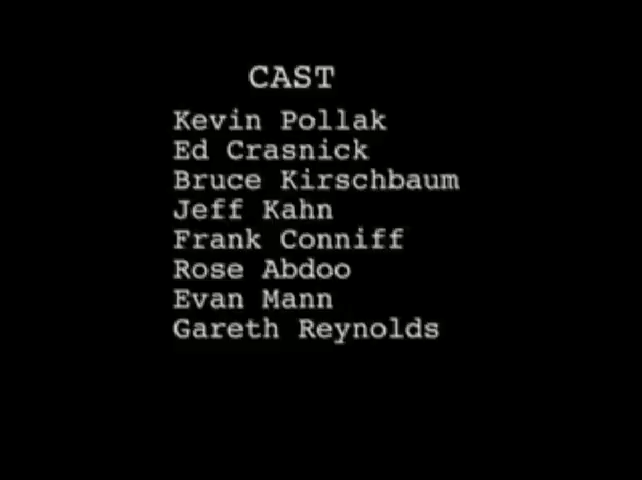 CAST
Kevin Pollak
Ed Crasnick
Bruce Kirschbaum
Jeff Kahn
Frank Conniff
Rose Abdoo
Evan Mann
Gareth Reynolds